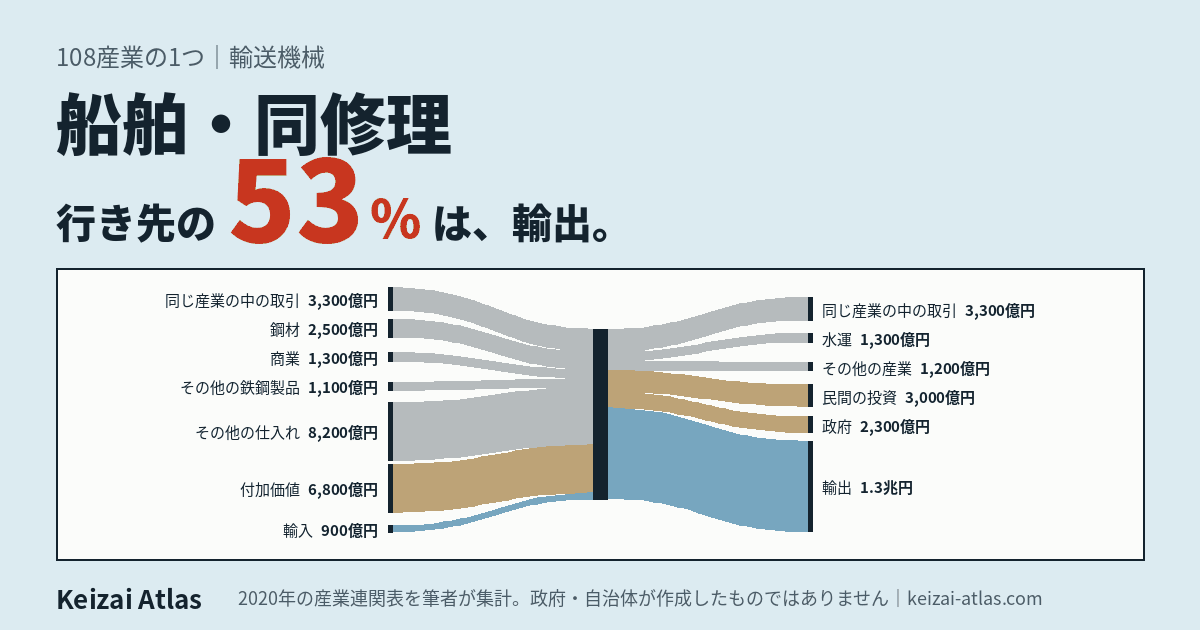 108産業の1つ｜輸送機械
船舶・同修理
行き先の 53% は、輸出。
同じ産業の中の取引 3,300億円
鋼材 2,500億円
商業 1,300億円
その他の鉄鋼製品 1,100億円
その他の仕入れ 8,200億円
付加価値 6,800億円
輸入 900億円
同じ産業の中の取引 3,300億円
水運 1,300億円
その他の産業 1,200億円
民間の投資 3,000億円
政府 2,300億円
輸出 1.3兆円
Keizai Atlas 2020年の産業連関表を筆者が集計。政府・自治体が作成したものではありません｜keizai-atlas.com